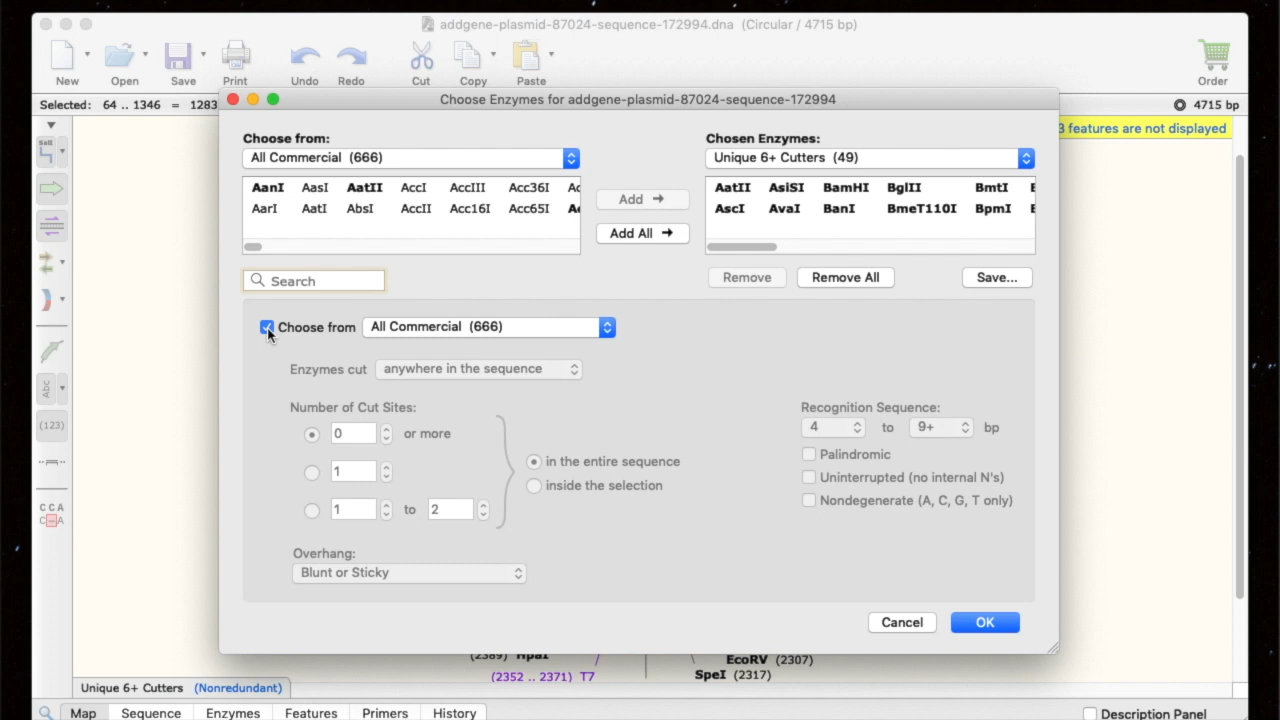 addgene-plasmid-87024-sequence-172994.dna (Circular / 4715 bp)
New Open Save Print Undo Redo Cut Copy Paste Order
Selected: 64 .. 1346 = 1283
4715 bp
Choose Enzymes for addgene-plasmid-87024-sequence-172994
3 features are not displayed
Choose from:
All Commercial (666)
AanI AasI AatII AccI AccIII Acc36I
AarI AatI AbsI AccII Acc16I Acc65I
Search
Add →
Add All →
Chosen Enzymes:
Unique 6+ Cutters (49)
AatII AsiSI BamHI BglII BmtI
AscI AvaI BanI BmeT110I BpmI
Remove Remove All Save...
Choose from All Commercial (666)
Enzymes cut anywhere in the sequence
Number of Cut Sites:
0 or more
1
1 to 2
in the entire sequence
inside the selection
Recognition Sequence:
4 to 9+ bp
Palindromic
Uninterrupted (no internal N's)
Nondegenerate (A, C, G, T only)
Overhang:
Blunt or Sticky
Cancel OK
SalI
Abc
(123)
CCA
C–A
(2389) HpaI
(2352 .. 2371) T7
EcoRV (2307)
SpeI (2317)
Unique 6+ Cutters (Nonredundant)
Map Sequence Enzymes Features Primers History
Description Panel